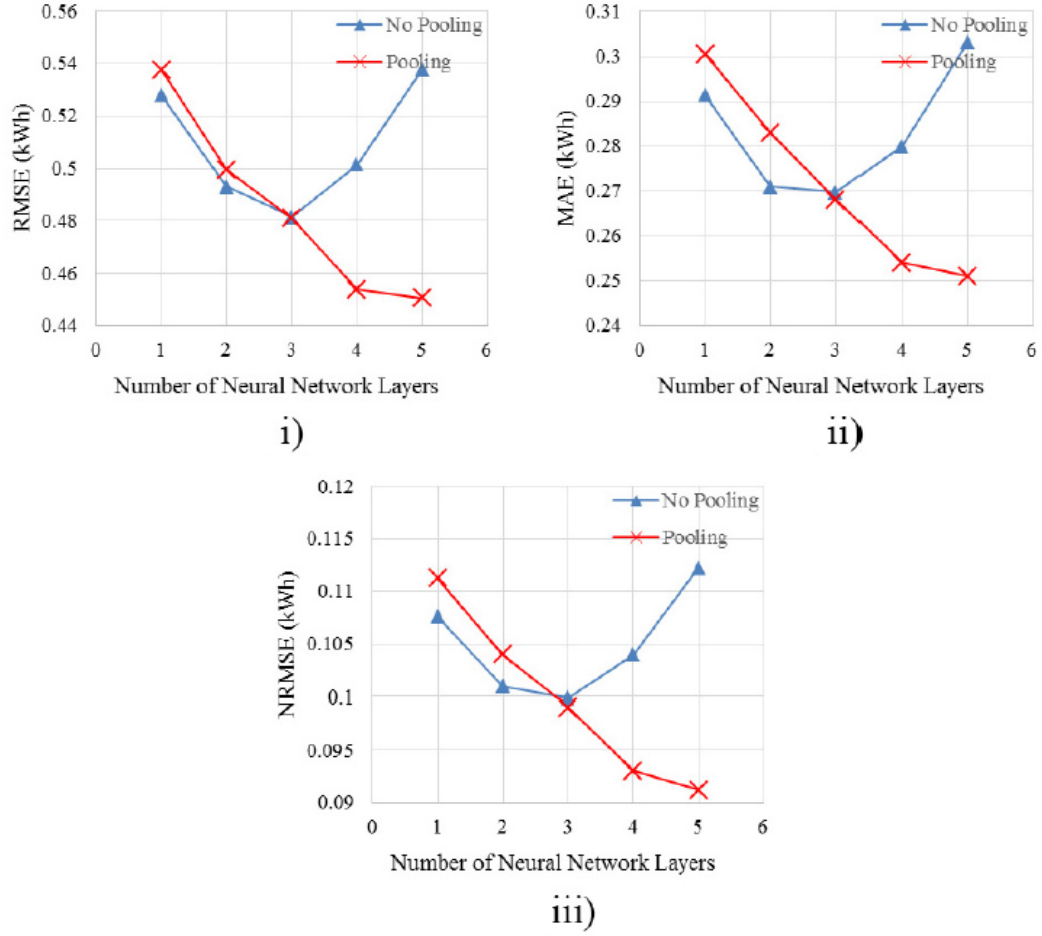 0.56
0.54
0.52
0.5
0.48
0.46
0.44
RMSE (kWh)
No Pooling
Pooling
0 1 2 3 4 5 6
Number of Neural Network Layers
i)
0.31
0.3
0.29
0.28
0.27
0.26
0.25
0.24
MAE (kWh)
No Pooling
Pooling
0 1 2 3 4 5 6
Number of Neural Network Layers
ii)
0.12
0.115
0.11
0.105
0.1
0.095
0.09
NRMSE (kWh)
No Pooling
Pooling
0 1 2 3 4 5 6
Number of Neural Network Layers
iii)